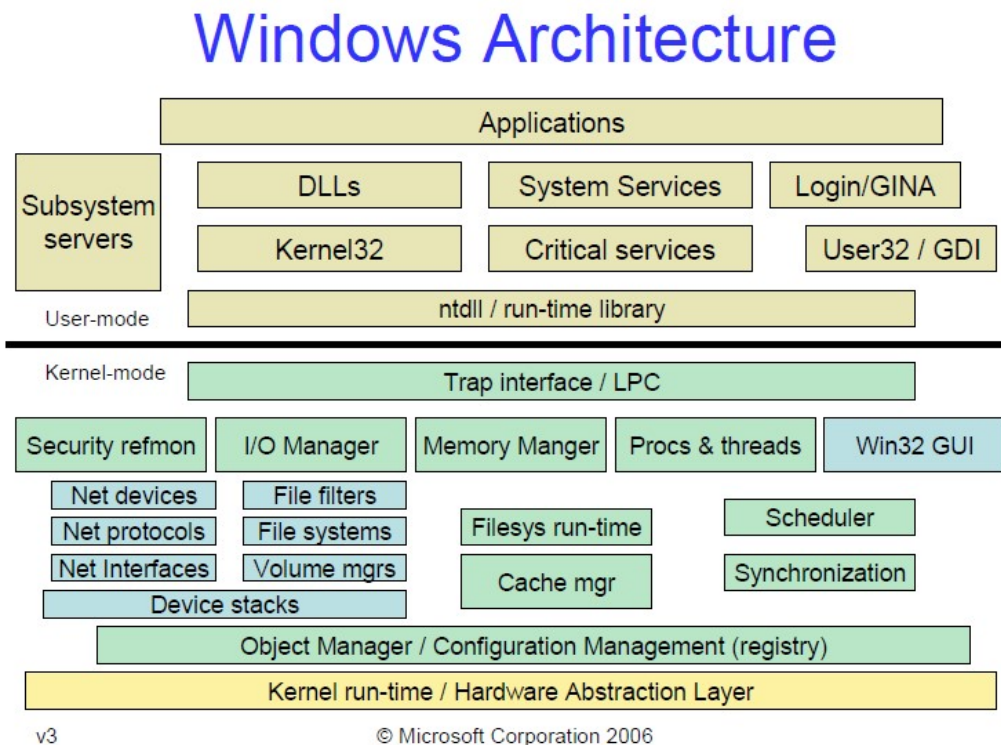 Windows Architecture
Applications
Subsystem
servers
DLLs
System Services
Login/GINA
Kernel32
Critical services
User32 / GDI
ntdll / run-time library
User-mode
Kernel-mode
Trap interface / LPC
Security refmon
I/O Manager
Memory Manger
Procs & threads
Win32 GUI
Net devices
File filters
Net protocols
File systems
Filesys run-time
Scheduler
Net Interfaces
Volume mgrs
Cache mgr
Synchronization
Device stacks
Object Manager / Configuration Management (registry)
Kernel run-time / Hardware Abstraction Layer
v3
© Microsoft Corporation 2006